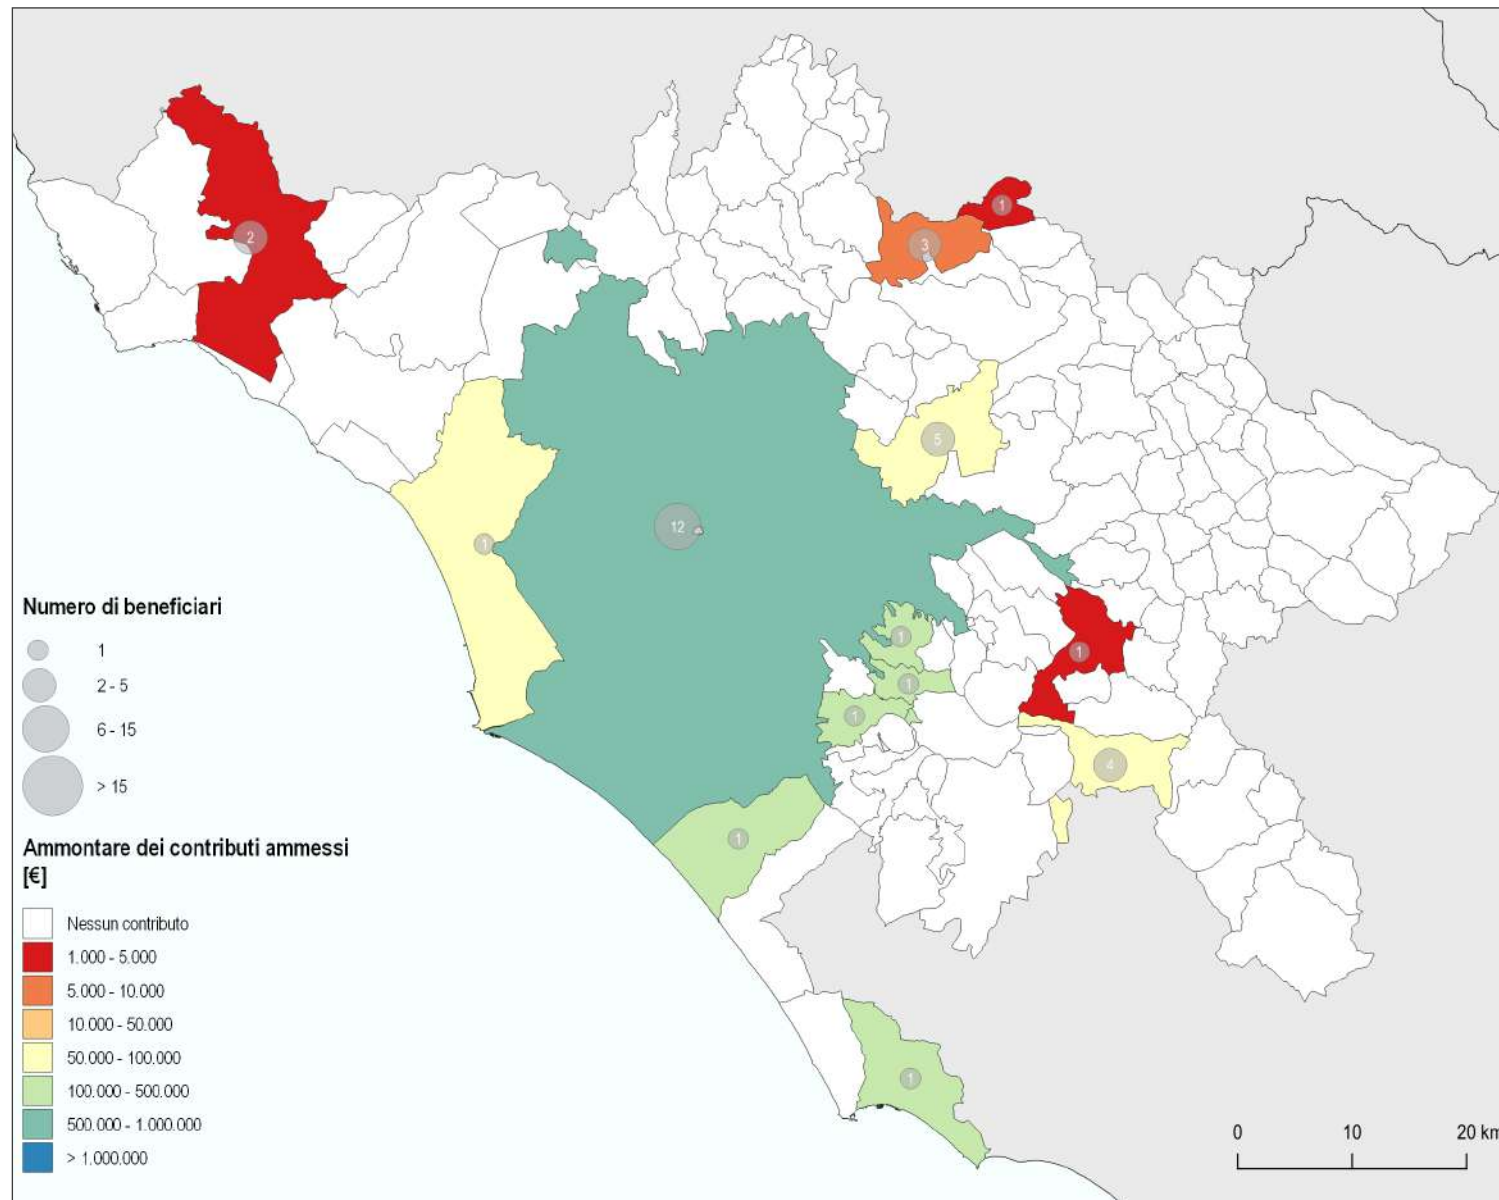 2
1
3
5
12
1
1
1
1
1
4
1
1
Numero di beneficiari
1
2 - 5
6 - 15
> 15
Ammontare dei contributi ammessi
[€]
Nessun contributo
1.000 - 5.000
5.000 - 10.000
10.000 - 50.000
50.000 - 100.000
100.000 - 500.000
500.000 - 1.000.000
> 1.000.000
0 10 20 km